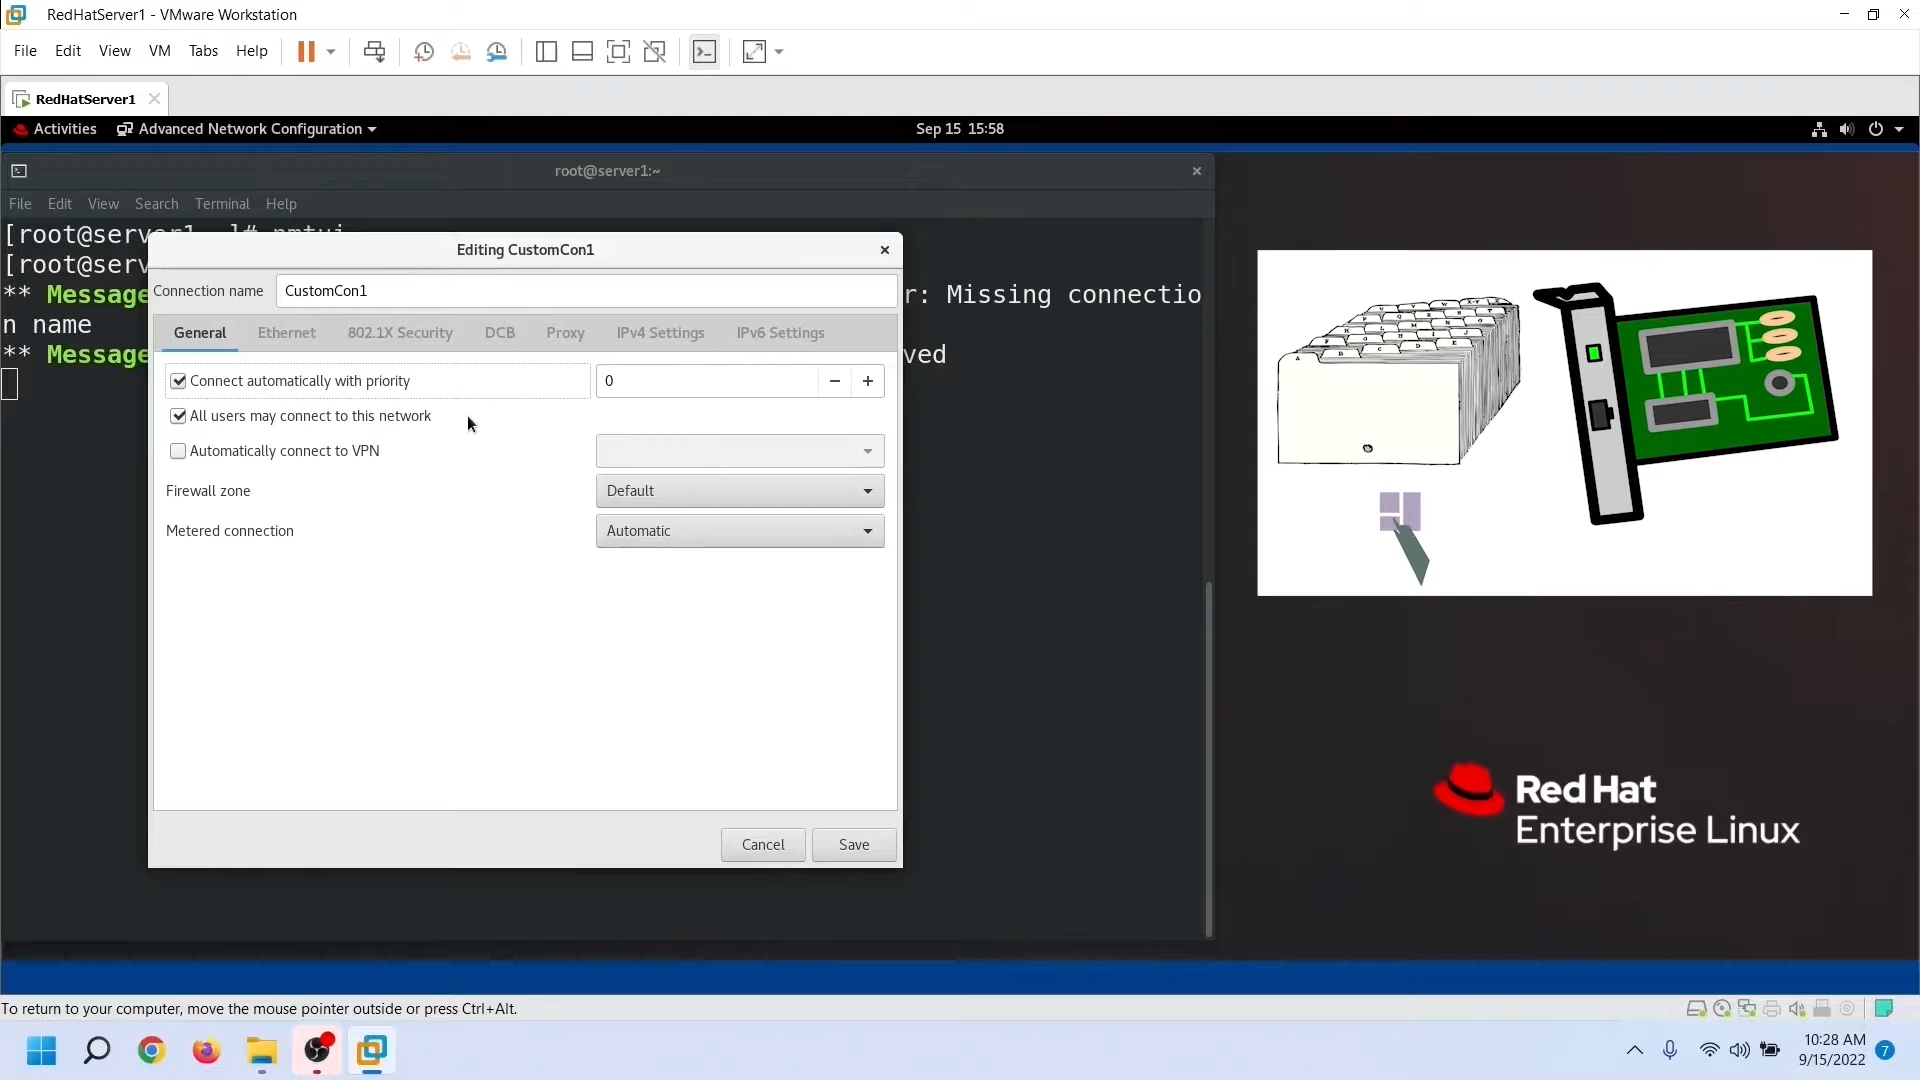 RedHatServer1 - VMware Workstation
File Edit View VM Tabs Help
RedHatServer1
Activities Advanced Network Configuration Sep 15 15:58
root@server1:~
File Edit View Search Terminal Help
[root@server1 ~]# nmtui
[root@serv
** Message r: Missing connectio
n name
** Message ved
Editing CustomCon1
Connection name CustomCon1
General Ethernet 802.1X Security DCB Proxy IPv4 Settings IPv6 Settings
Connect automatically with priority 0
All users may connect to this network
Automatically connect to VPN
Firewall zone Default
Metered connection Automatic
Cancel Save
Red Hat
Enterprise Linux
To return to your computer, move the mouse pointer outside or press Ctrl+Alt.
10:28 AM
9/15/2022 7